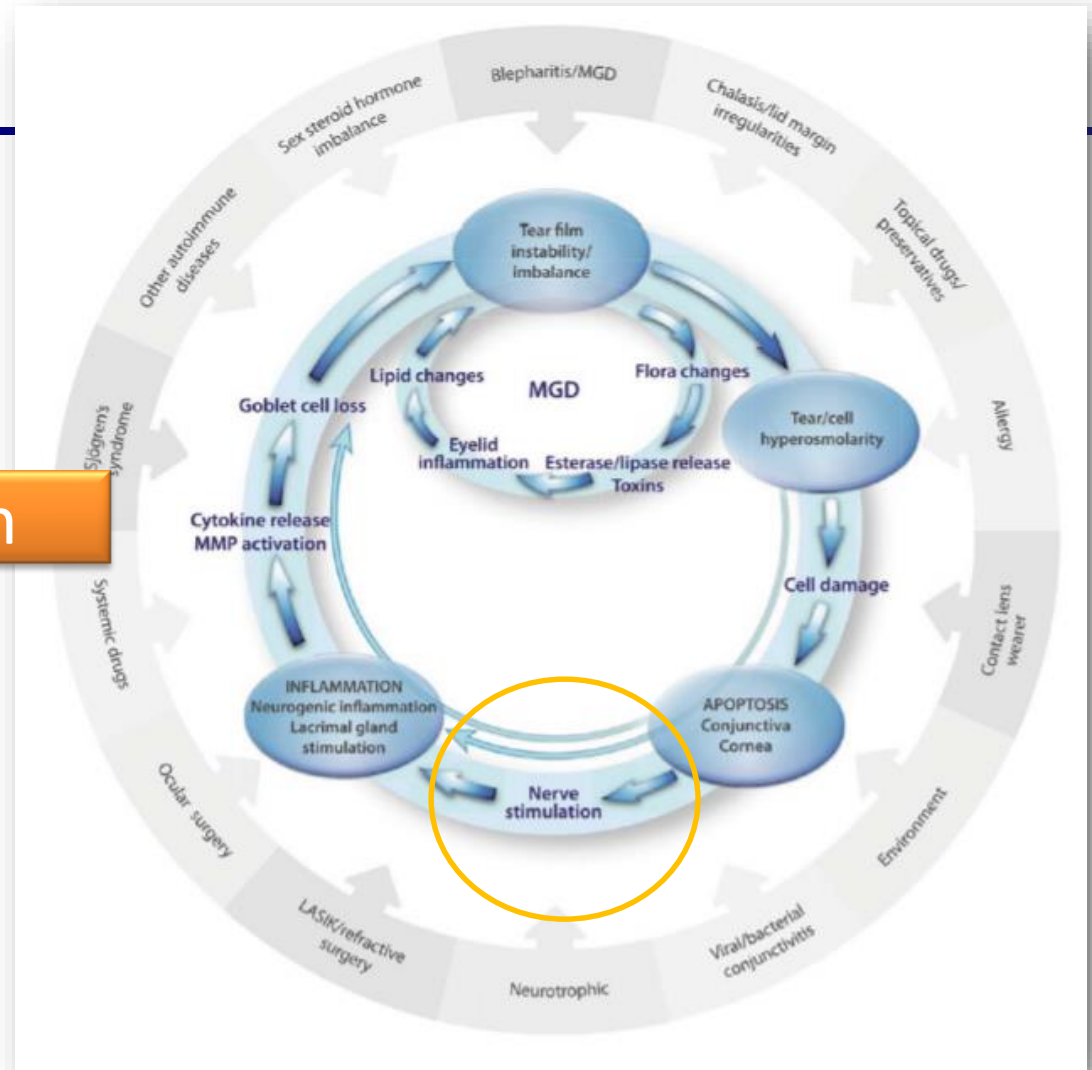 Blepharitis/MGD
Chalasis/lid margin
irregularities
Topical drugs/
preservatives
Allergy
Contact lens
wearer
Environment
Viral/bacterial
conjunctivitis
Neurotrophic
LASIK/refractive
surgery
Ocular surgery
Systemic drugs
Sjögren's
syndrome
Other autoimmune
diseases
Sex steroid hormone
imbalance
Tear film
instability/
imbalance
Tear/cell
hyperosmolarity
Cell damage
APOPTOSIS
Conjunctiva
Cornea
Nerve
stimulation
INFLAMMATION
Neurogenic inflammation
Lacrimal gland
stimulation
Cytokine release
MMP activation
Goblet cell loss
MGD
Flora changes
Esterase/lipase release
Toxins
Eyelid
inflammation
Lipid changes
n